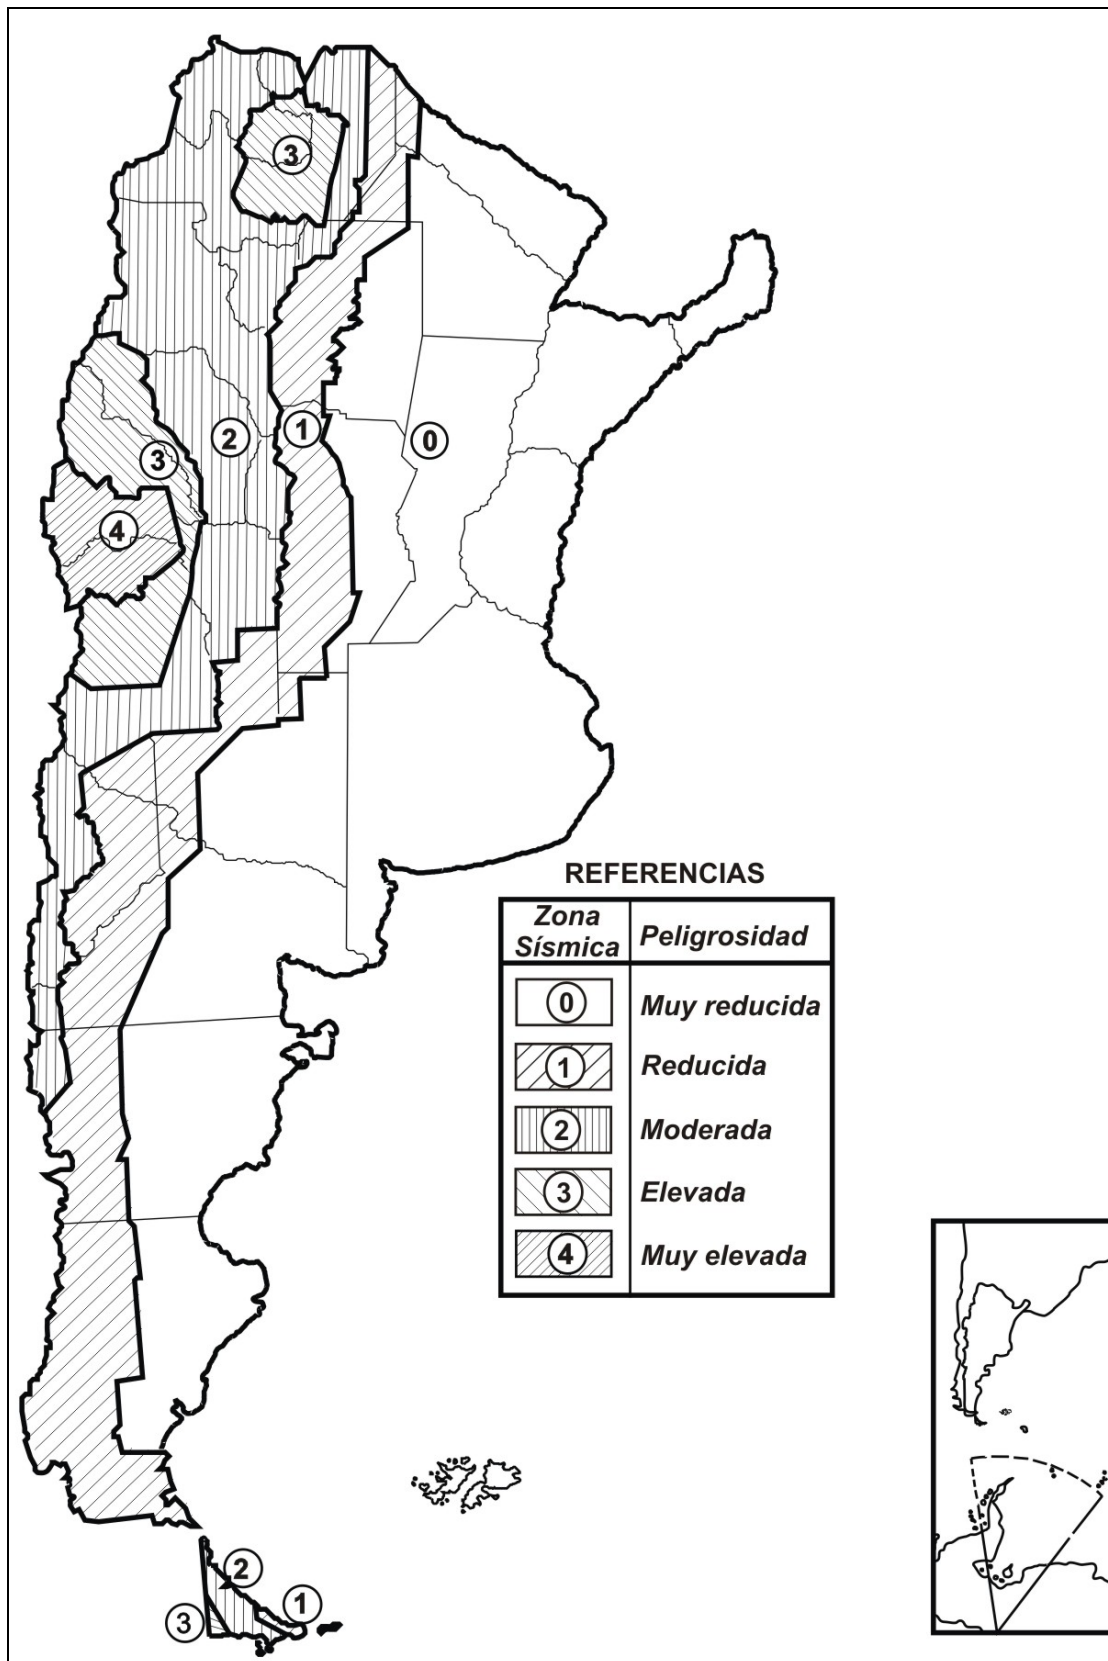 3
3
2
1
0
4
REFERENCIAS
Zona Sísmica
Peligrosidad
0 Muy reducida
1 Reducida
2 Moderada
3 Elevada
4 Muy elevada
2
1
3